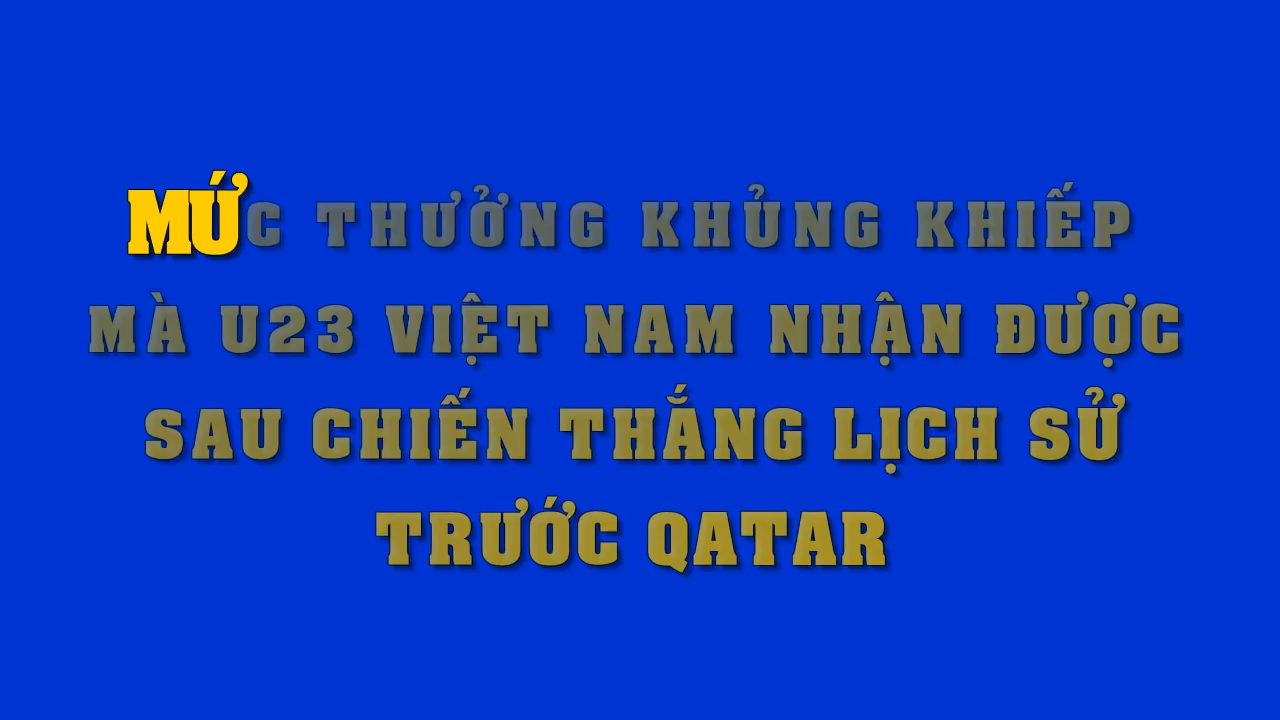 MỨC THƯỞNG KHỦNG KHIẾP
MÀ U23 VIỆT NAM NHẬN ĐƯỢC
SAU CHIẾN THẮNG LỊCH SỬ
TRƯỚC QATAR